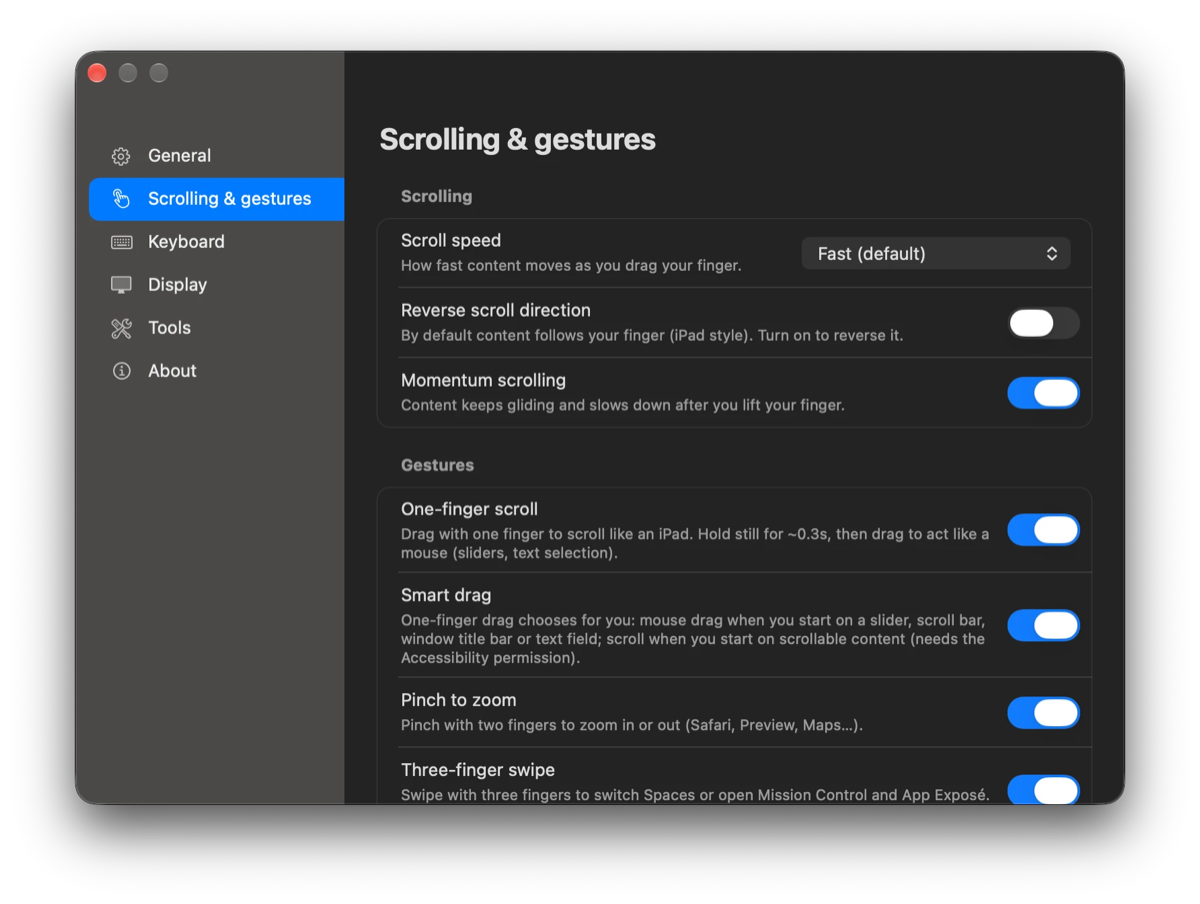 General
Scrolling & gestures
Keyboard
Display
Tools
About
Scrolling & gestures
Scrolling
Scroll speed
How fast content moves as you drag your finger.
Fast (default)
Reverse scroll direction
By default content follows your finger (iPad style). Turn on to reverse it.
Momentum scrolling
Content keeps gliding and slows down after you lift your finger.
Gestures
One-finger scroll
Drag with one finger to scroll like an iPad. Hold still for ~0.3s, then drag to act like a
mouse (sliders, text selection).
Smart drag
One-finger drag chooses for you: mouse drag when you start on a slider, scroll bar,
window title bar or text field; scroll when you start on scrollable content (needs the
Accessibility permission).
Pinch to zoom
Pinch with two fingers to zoom in or out (Safari, Preview, Maps…).
Three-finger swipe
Swipe with three fingers to switch Spaces or open Mission Control and App Exposé.